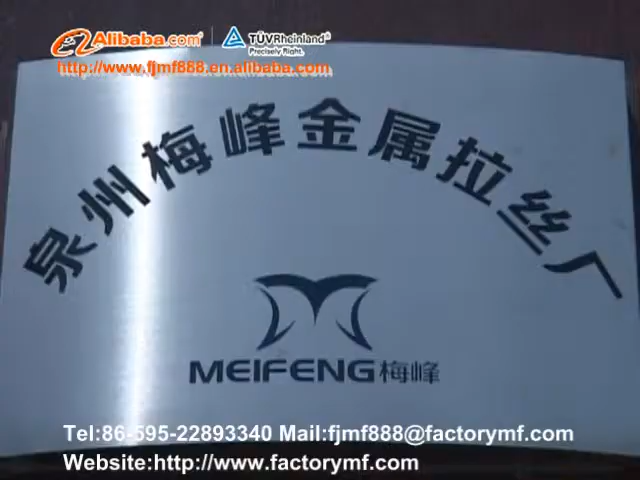 Alibaba.com® TÜVRheinland®
Precisely Right.
http://www.fjmf888.en.alibaba.com
泉州梅峰金属拉丝厂
MEIFENG梅峰
Tel:86-595-22893340 Mail:fjmf888@factorymf.com
Website:http://www.factorymf.com